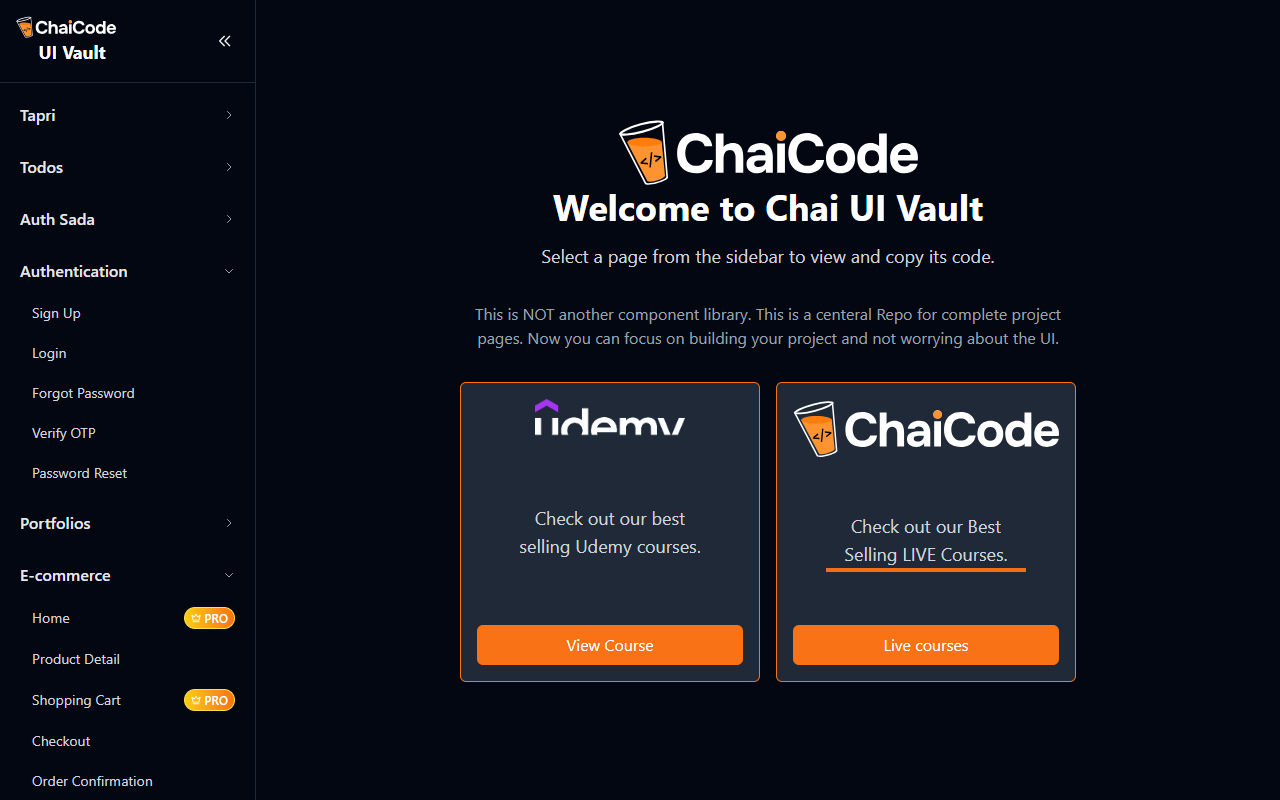 ChaiCode
UI Vault
Tapri
Todos
Auth Sada
Authentication
Sign Up
Login
Forgot Password
Verify OTP
Password Reset
Portfolios
E-commerce
Home
PRO
Product Detail
Shopping Cart
PRO
Checkout
Order Confirmation
</> ChaiCode
Welcome to Chai UI Vault
Select a page from the sidebar to view and copy its code.
This is NOT another component library. This is a centeral Repo for complete project
pages. Now you can focus on building your project and not worrying about the UI.
udemy
Check out our best
selling Udemy courses.
View Course
</> ChaiCode
Check out our Best
Selling LIVE Courses.
Live courses